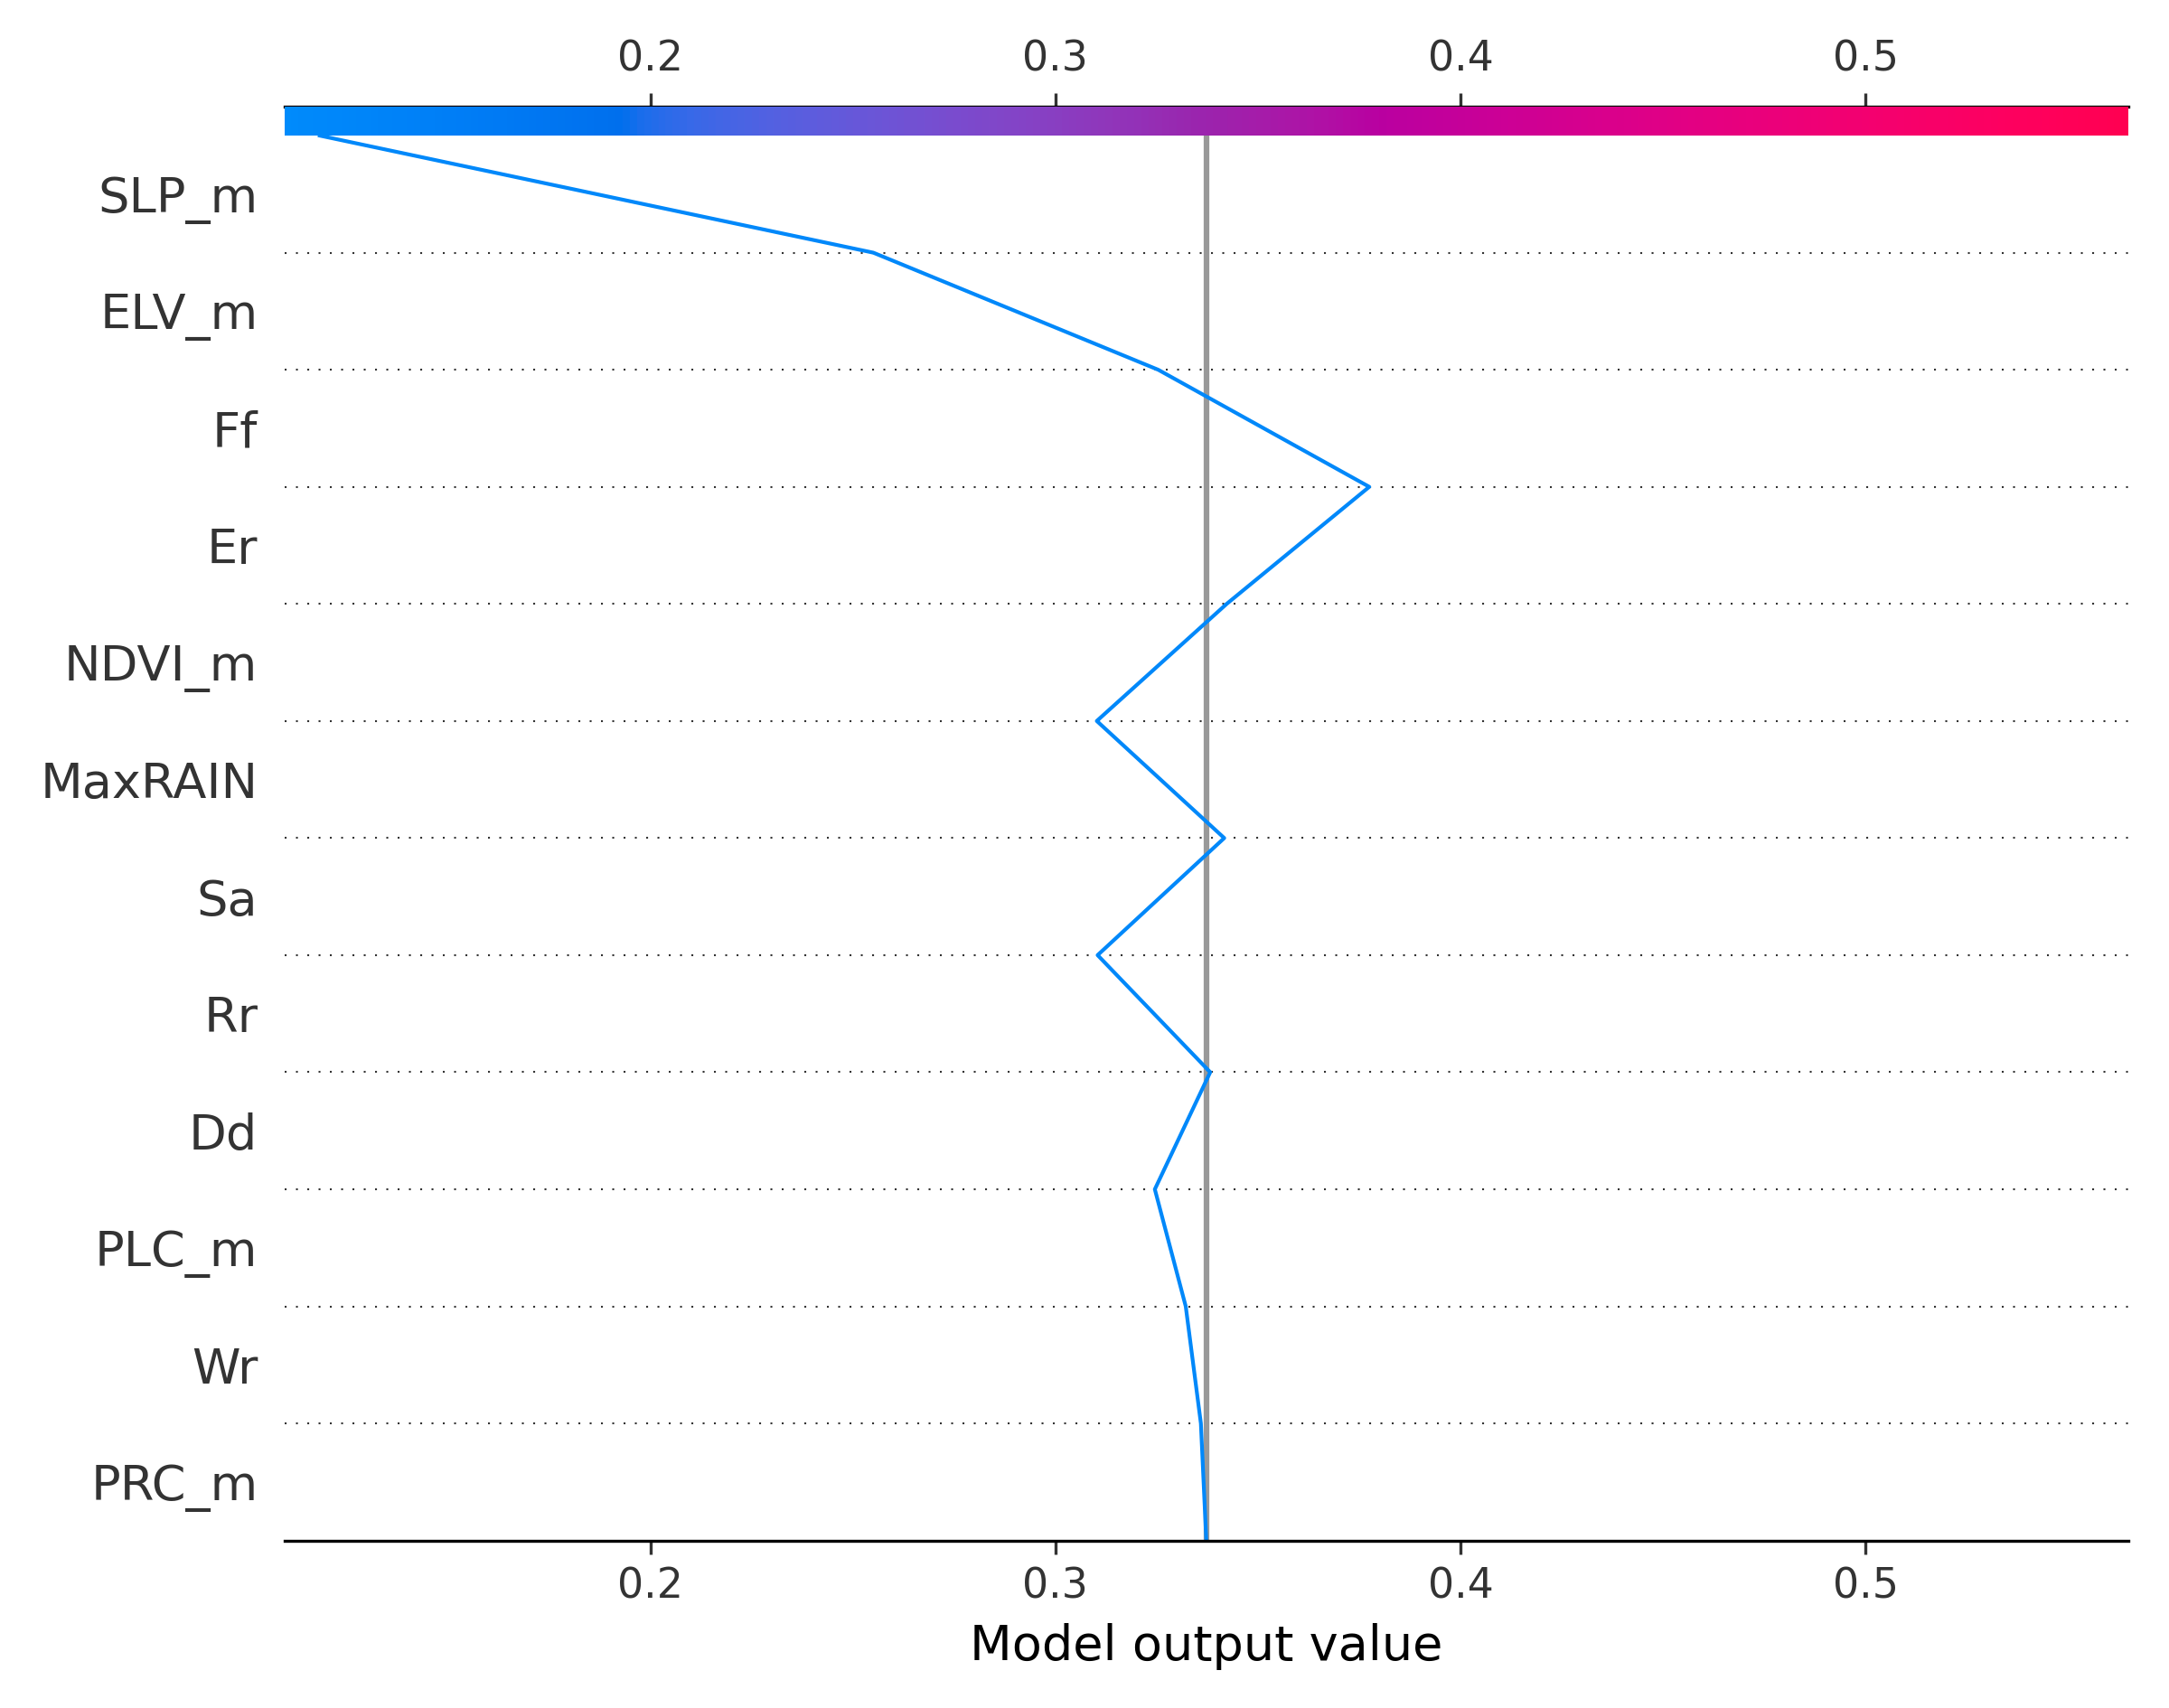 0.2 0.3 0.4 0.5
SLP_m
ELV_m
Ff
Er
NDVI_m
MaxRAIN
Sa
Rr
Dd
PLC_m
Wr
PRC_m
0.2 0.3 0.4 0.5
Model output value